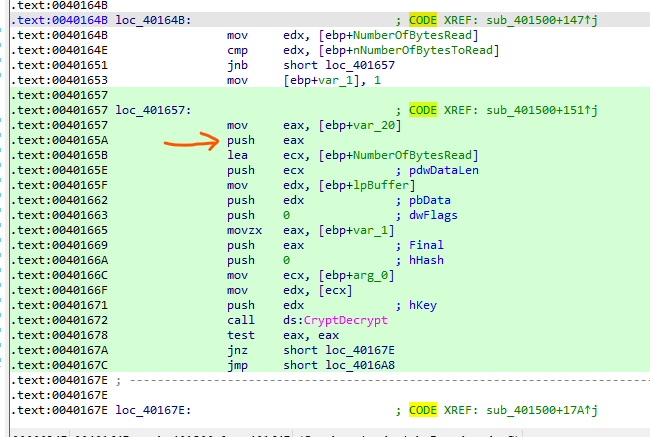 .text:0040164B
.text:0040164B loc_40164B: ; CODE XREF: sub_401500+147↑j
.text:0040164B mov edx, [ebp+NumberOfBytesRead]
.text:0040164E cmp edx, [ebp+nNumberOfBytesToRead]
.text:00401651 jnb short loc_401657
.text:00401653 mov [ebp+var_1], 1
.text:00401657
.text:00401657 loc_401657: ; CODE XREF: sub_401500+151↑j
.text:00401657 mov eax, [ebp+var_20]
.text:0040165A push eax
.text:0040165B lea ecx, [ebp+NumberOfBytesRead]
.text:0040165E push ecx ; pdwDataLen
.text:0040165F mov edx, [ebp+lpBuffer]
.text:00401662 push edx ; pbData
.text:00401663 push 0 ; dwFlags
.text:00401665 movzx eax, [ebp+var_1]
.text:00401669 push eax ; Final
.text:0040166A push 0 ; hHash
.text:0040166C mov ecx, [ebp+arg_0]
.text:0040166F mov edx, [ecx]
.text:00401671 push edx ; hKey
.text:00401672 call ds:CryptDecrypt
.text:00401678 test eax, eax
.text:0040167A jnz short loc_40167E
.text:0040167C jmp short loc_4016A8
.text:0040167E ; ---------------------------------------------------------------------------
.text:0040167E
.text:0040167E loc_40167E: ; CODE XREF: sub_401500+17A↑j